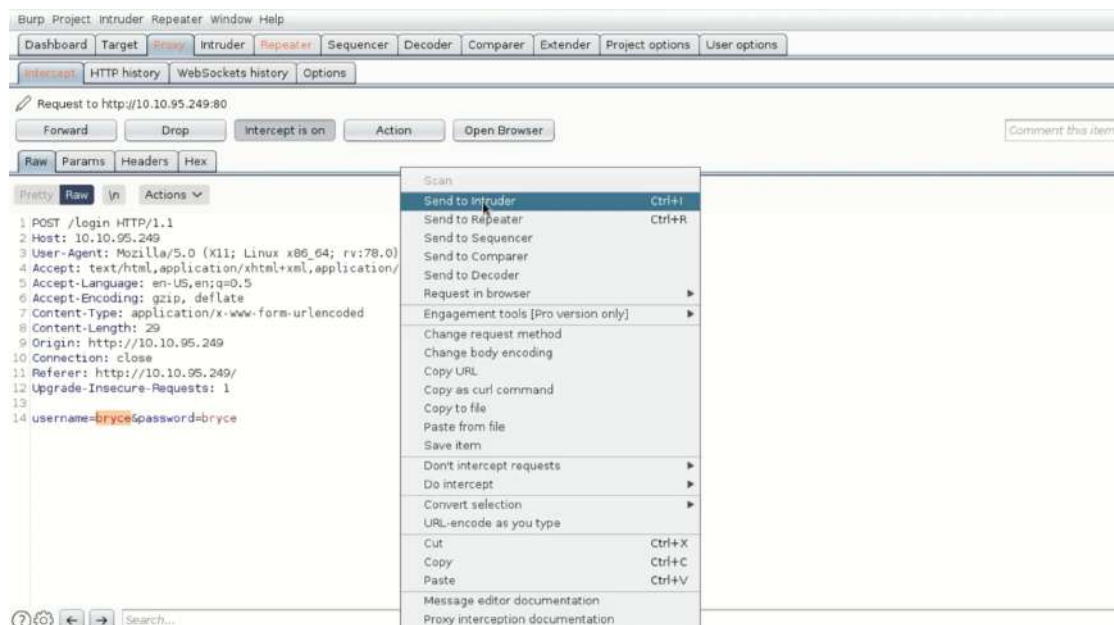 Burp Project Intruder Repeater Window Help
Dashboard Target Proxy Intruder Repeater Sequencer Decoder Comparer Extender Project options User options
Intercept HTTP history WebSockets history Options
Request to http://10.10.95.249:80
Forward Drop Intercept is on Action Open Browser Comment this item
Raw Params Headers Hex
Pretty Raw \n Actions
1 POST /login HTTP/1.1
2 Host: 10.10.95.249
3 User-Agent: Mozilla/5.0 (X11; Linux x86_64; rv:78.0)
4 Accept: text/html,application/xhtml+xml,application/
5 Accept-Language: en-US,en;q=0.5
6 Accept-Encoding: gzip, deflate
7 Content-Type: application/x-www-form-urlencoded
8 Content-Length: 29
9 Origin: http://10.10.95.249
10 Connection: close
11 Referer: http://10.10.95.249/
12 Upgrade-Insecure-Requests: 1
13
14 username=bryce&password=bryce
Scan
Send to Intruder Ctrl+I
Send to Repeater Ctrl+R
Send to Sequencer
Send to Comparer
Send to Decoder
Request in browser
Engagement tools [Pro version only]
Change request method
Change body encoding
Copy URL
Copy as curl command
Copy to file
Paste from file
Save item
Don't intercept requests
Do intercept
Convert selection
URL-encode as you type
Cut Ctrl+X
Copy Ctrl+C
Paste Ctrl+V
Message editor documentation
Proxy interception documentation
Search...